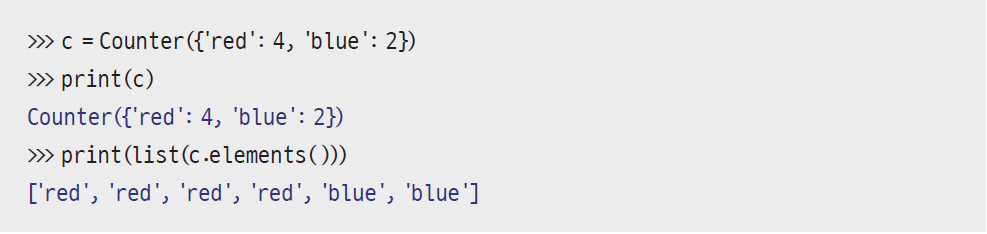 >>> c = Counter({'red': 4, 'blue': 2})
>>> print(c)
Counter({'red': 4, 'blue': 2})
>>> print(list(c.elements()))
['red', 'red', 'red', 'red', 'blue', 'blue']